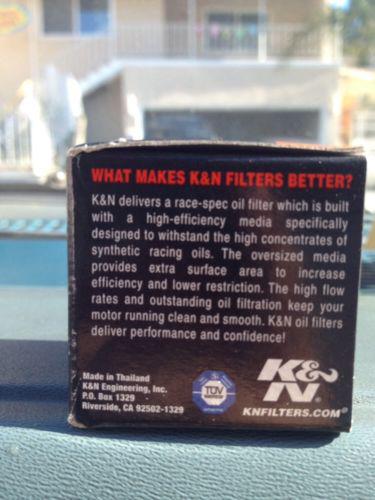 WHAT MAKES K&N FILTERS BETTER?
K&N delivers a race-spec oil filter which is built
with a high-efficiency media specifically
designed to withstand the high concentrates of
synthetic racing oils. The oversized media
provides extra surface area to increase
efficiency and lower restriction. The high flow
rates and outstanding oil filtration keep your
motor running clean and smooth. K&N oil filters
deliver performance and confidence!
Made in Thailand
K&N Engineering, Inc.
P.O. Box 1329
Riverside, CA 92502-1329
TÜV
K&N
KNFILTERS.COM®